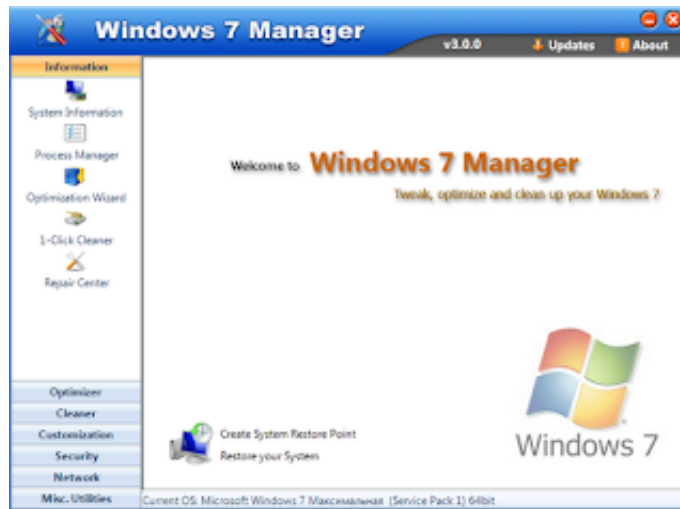 Windows 7 Manager
v3.0.0
Updates
About
Information
System Information
Process Manager
Optimization Wizard
1-Click Cleaner
Repair Center
Optimizer
Cleaner
Customization
Security
Network
Misc. Utilities
Welcome to Windows 7 Manager
Tweak, optimize and clean up your Windows 7
Create System Restore Point
Restore your System
Windows 7
Current OS: Microsoft Windows 7 Максимальная (Service Pack 1) 64bit